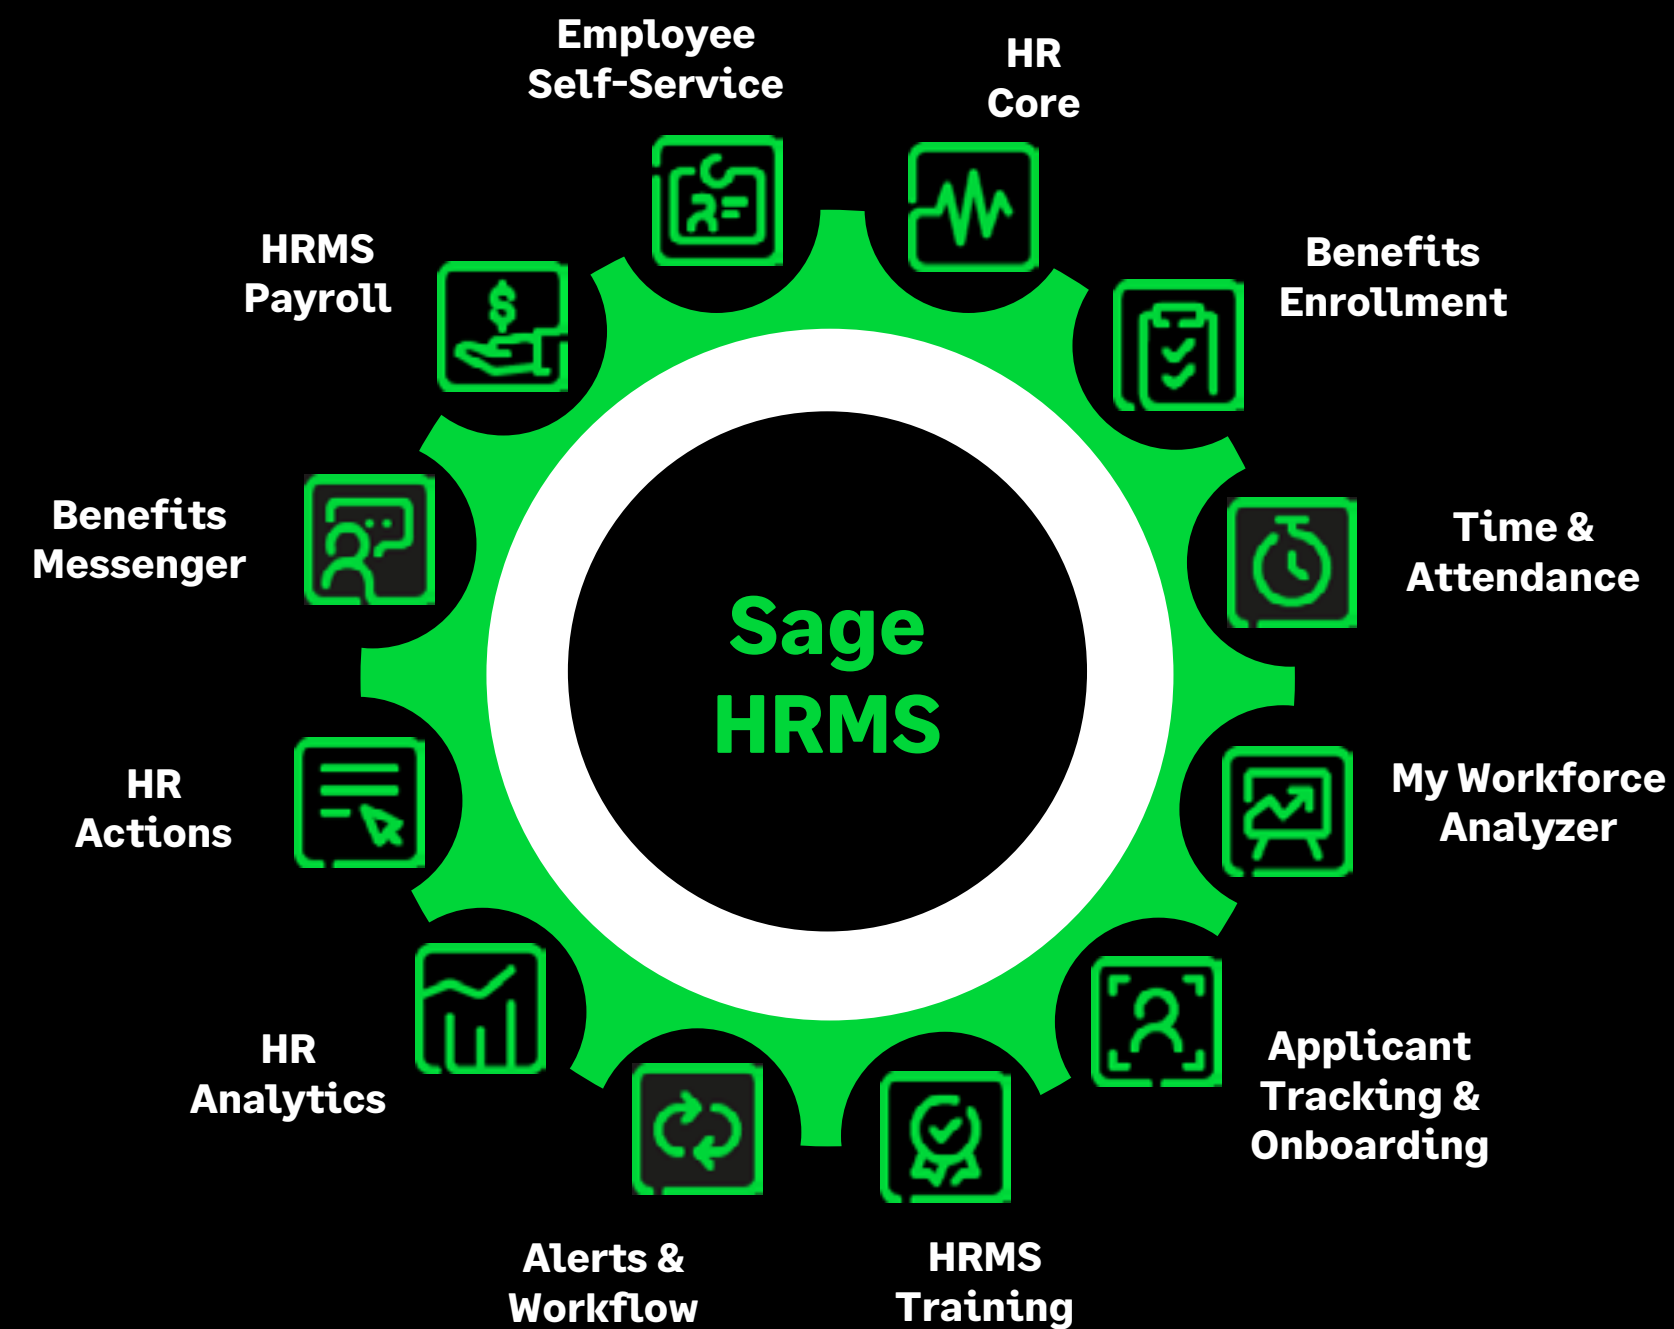 Employee
Self-Service
HR
Core
HRMS
Payroll
Benefits
Enrollment
Benefits
Messenger
Time &
Attendance
Sage
HRMS
HR
Actions
My Workforce
Analyzer
HR
Analytics
Applicant
Tracking &
Onboarding
Alerts &
Workflow
HRMS
Training
$